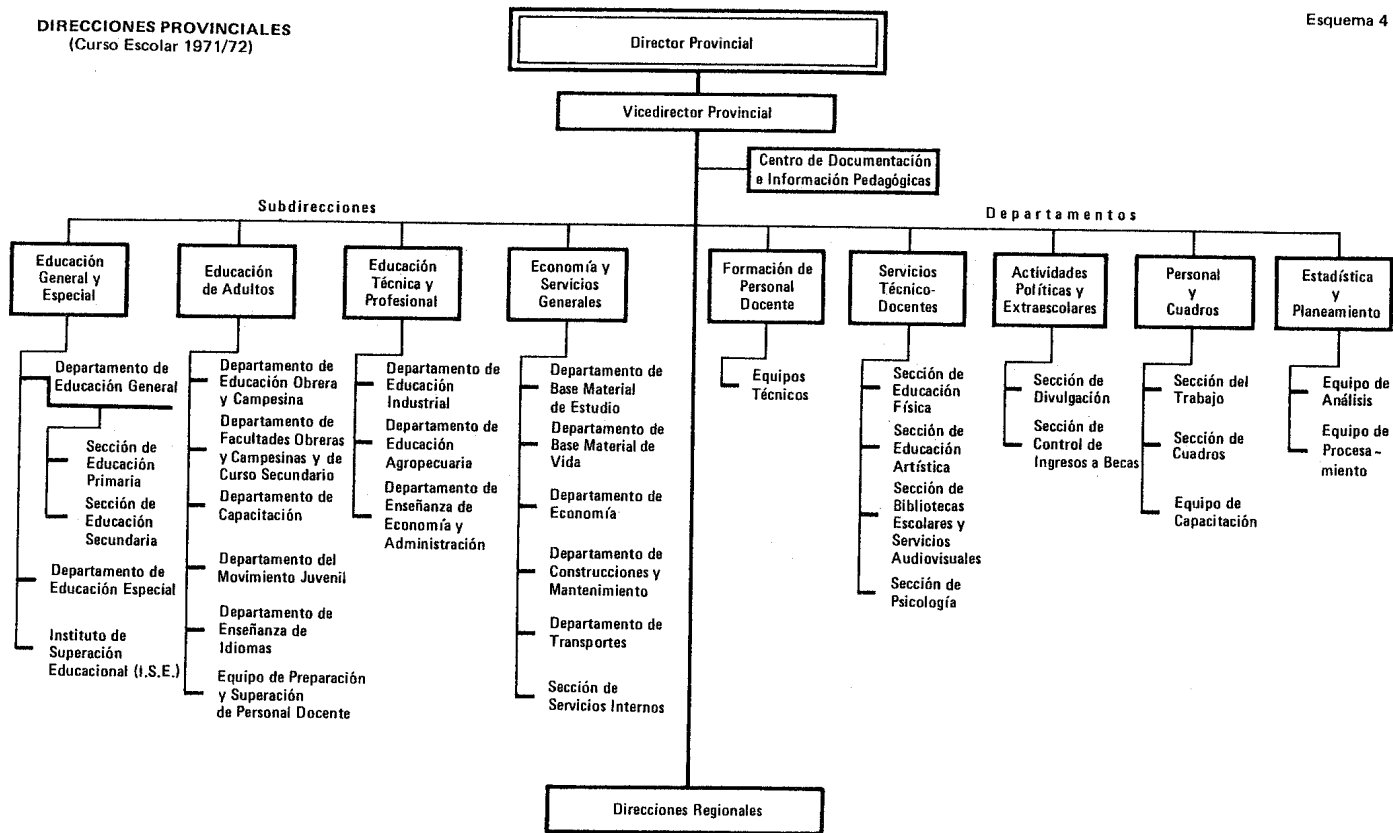 DIRECCIONES PROVINCIALES
(Curso Escolar 1971/72)
Esquema 4
Director Provincial
Vicedirector Provincial
Centro de Documentación
e Información Pedagógicas
Subdirecciones
Departamentos
Educación
General y
Especial
Educación
de Adultos
Educación
Técnica y
Profesional
Economía y
Servicios
Generales
Formación de
Personal
Docente
Servicios
Técnico-
Docentes
Actividades
Políticas y
Extraescolares
Personal
y
Cuadros
Estadística
y
Planeamiento
Departamento de
Educación General
Sección de
Educación
Primaria
Sección de
Educación
Secundaria
Departamento de
Educación Especial
Instituto de
Superación
Educacional (I.S.E.)
Departamento de
Educación Obrera
y Campesina
Departamento de
Facultades Obreras
y Campesinas y de
Curso Secundario
Departamento de
Capacitación
Departamento del
Movimiento Juvenil
Departamento de
Enseñanza de
Idiomas
Equipo de Preparación
y Superación
de Personal Docente
Departamento de
Educación
Industrial
Departamento de
Educación
Agropecuaria
Departamento de
Enseñanza de
Economía y
Administración
Departamento de
Base Material
de Estudio
Departamento de
Base Material de
Vida
Departamento de
Economía
Departamento de
Construcciones y
Mantenimiento
Departamento de
Transportes
Sección de
Servicios Internos
Equipos
Técnicos
Sección de
Educación
Física
Sección de
Educación
Artística
Sección de
Bibliotecas
Escolares y
Servicios
Audiovisuales
Sección de
Psicología
Sección de
Divulgación
Sección de
Control de
Ingresos a Becas
Sección del
Trabajo
Sección de
Cuadros
Equipo de
Capacitación
Equipo de
Análisis
Equipo de
Procesa-
miento
Direcciones Regionales